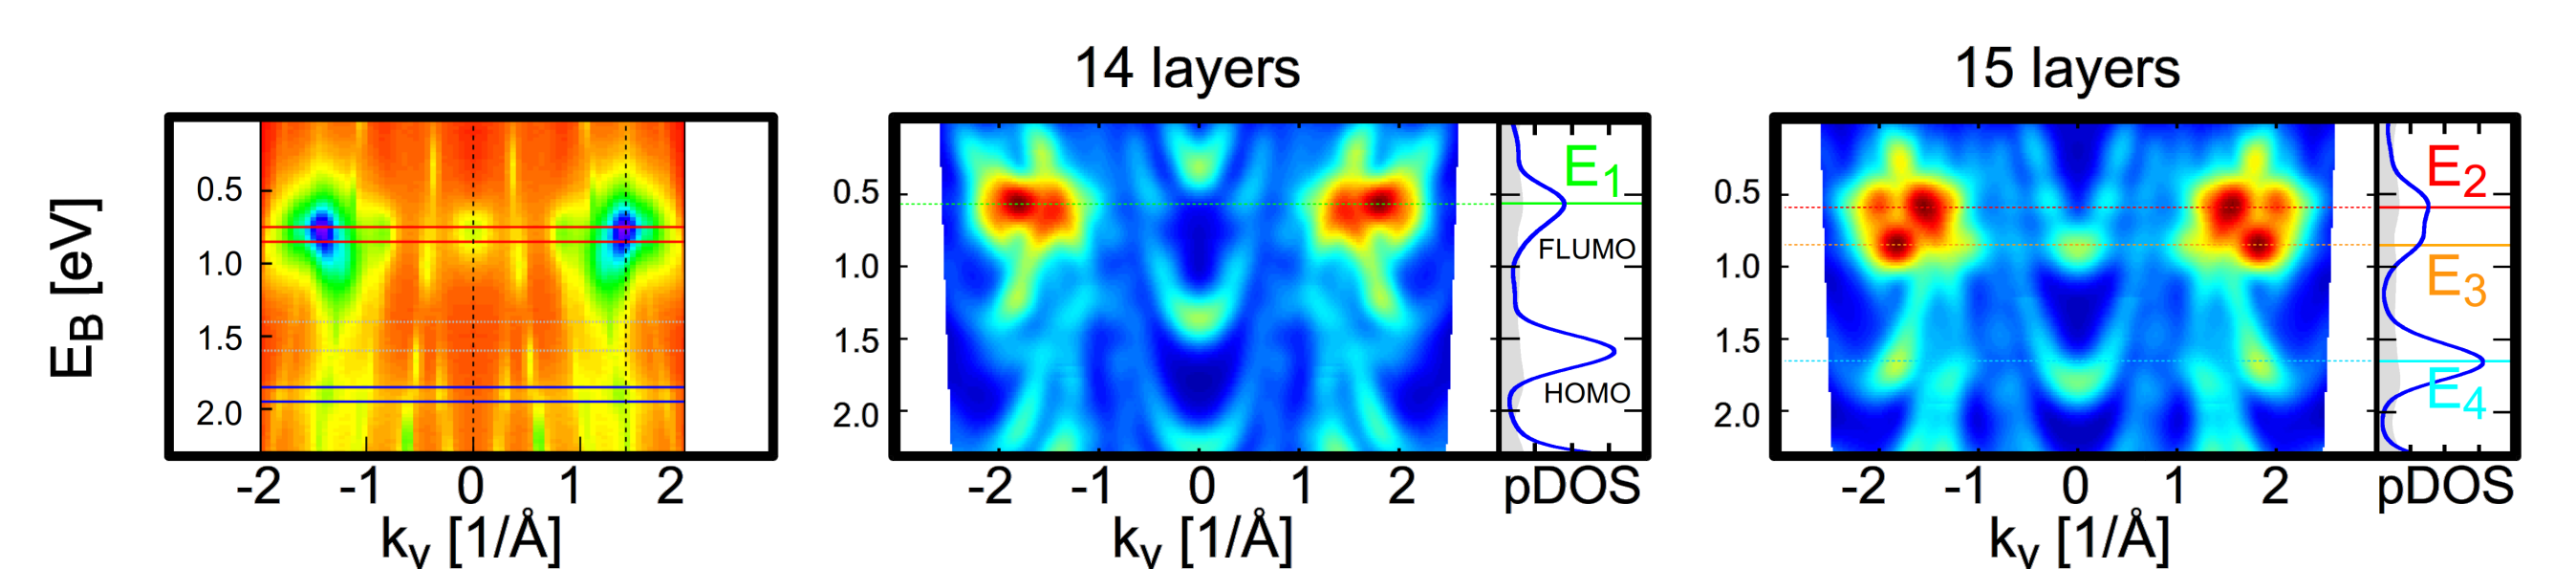 14 layers
15 layers
E_B [eV]
0.5
1.0
1.5
2.0
-2 -1 0 1 2
k_y [1/Å]
0.5
1.0
1.5
2.0
E_1
FLUMO
HOMO
-2 -1 0 1 2
pDOS
k_y [1/Å]
0.5
1.0
1.5
2.0
E_2
E_3
E_4
-2 -1 0 1 2
pDOS
k_y [1/Å]